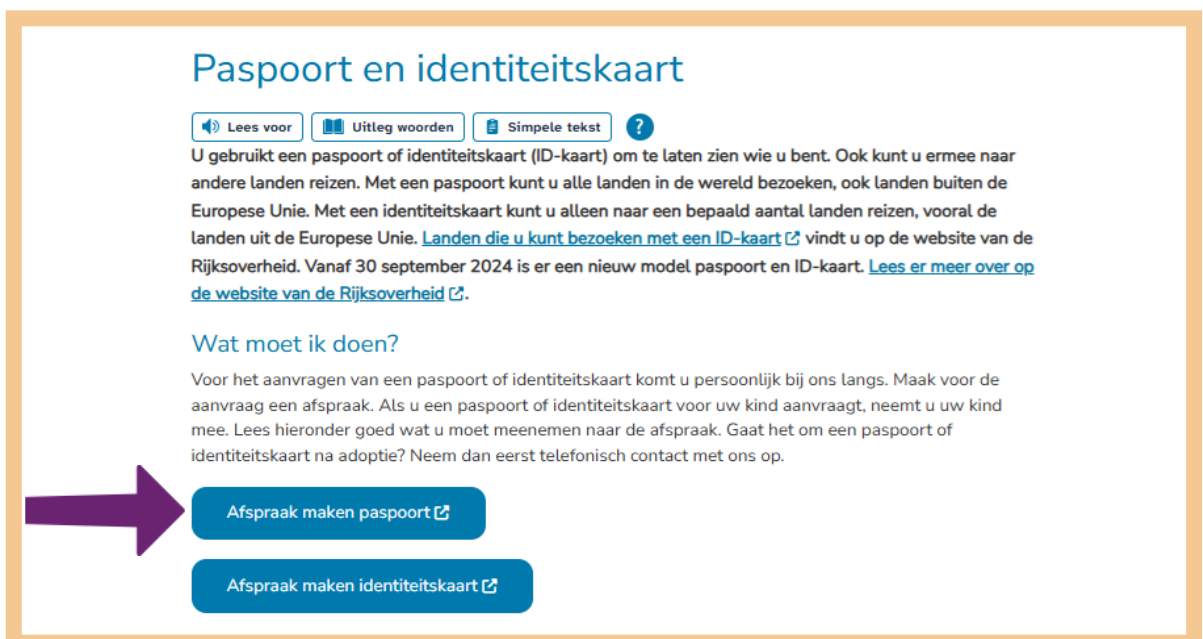 Paspoort en identiteitskaart
Lees voor Uitleg woorden Simpele tekst ?
U gebruikt een paspoort of identiteitskaart (ID-kaart) om te laten zien wie u bent. Ook kunt u ermee naar
andere landen reizen. Met een paspoort kunt u alle landen in de wereld bezoeken, ook landen buiten de
Europese Unie. Met een identiteitskaart kunt u alleen naar een bepaald aantal landen reizen, vooral de
landen uit de Europese Unie. Landen die u kunt bezoeken met een ID-kaart vindt u op de website van de
Rijksoverheid. Vanaf 30 september 2024 is er een nieuw model paspoort en ID-kaart. Lees er meer over op
de website van de Rijksoverheid.
Wat moet ik doen?
Voor het aanvragen van een paspoort of identiteitskaart komt u persoonlijk bij ons langs. Maak voor de
aanvraag een afspraak. Als u een paspoort of identiteitskaart voor uw kind aanvraagt, neemt u uw kind
mee. Lees hieronder goed wat u moet meenemen naar de afspraak. Gaat het om een paspoort of
identiteitskaart na adoptie? Neem dan eerst telefonisch contact met ons op.
Afspraak maken paspoort
Afspraak maken identiteitskaart